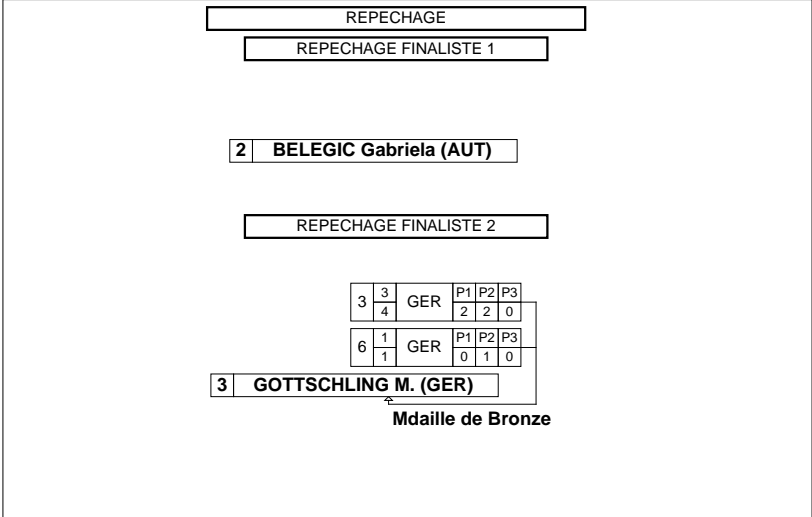 REPECHAGE
REPECHAGE FINALISTE 1
2 BELEGIC Gabriela (AUT)
REPECHAGE FINALISTE 2
3 3 GER P1 P2 P3
4 2 2 0
6 1 GER P1 P2 P3
1 0 1 0
3 GOTTSCHLING M. (GER)
Mdaille de Bronze